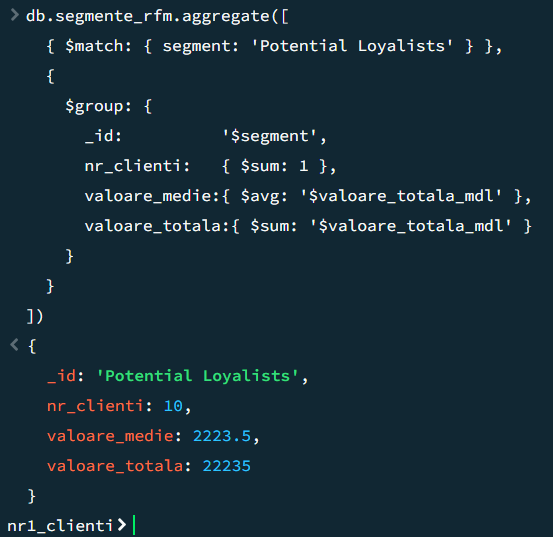 > db.segmente_rfm.aggregate([
{ $match: { segment: 'Potential Loyalists' } },
{
$group: {
_id: '$segment',
nr_clienti: { $sum: 1 },
valoare_medie:{ $avg: '$valoare_totala_mdl' },
valoare_totala:{ $sum: '$valoare_totala_mdl' }
}
}
])
< {
_id: 'Potential Loyalists',
nr_clienti: 10,
valoare_medie: 2223.5,
valoare_totala: 22235
}
nr1_clienti>